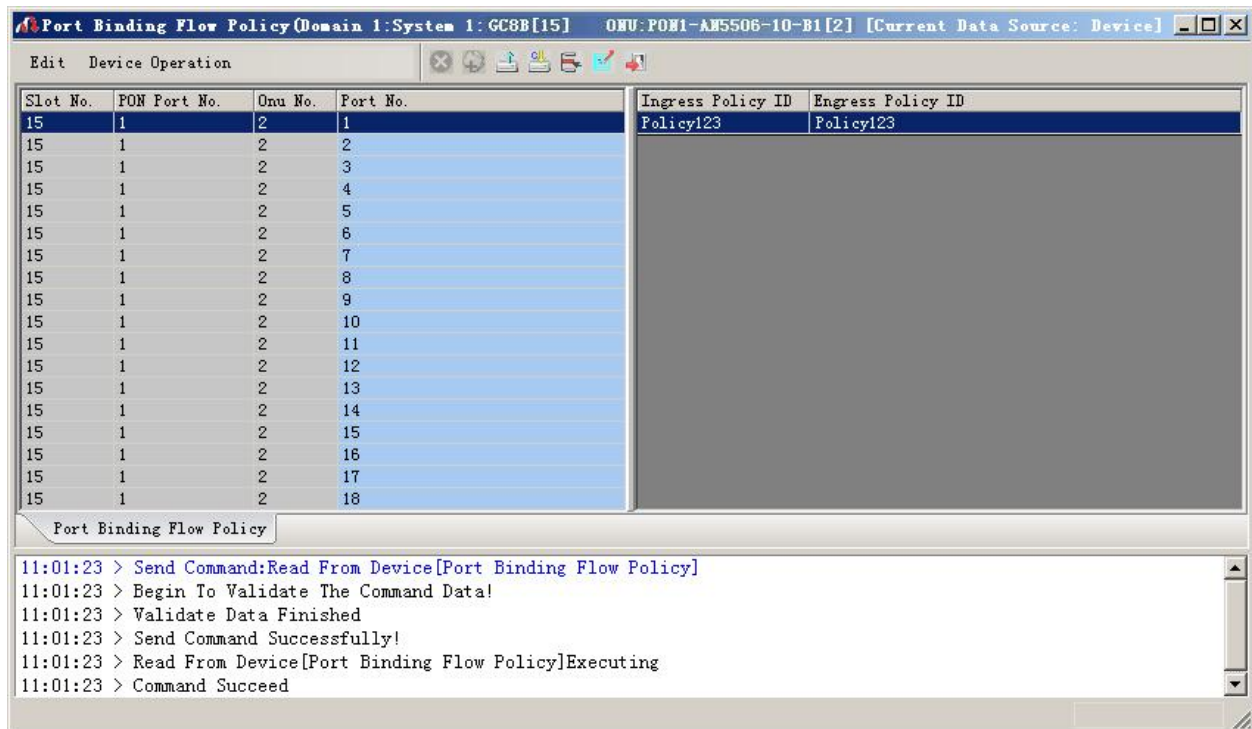 Port Binding Flow Policy(Domain 1:System 1:GC8B[15] ONU:PON1-AN5506-10-B1[2] [Current Data Source: Device]
Edit Device Operation
Slot No. PON Port No. Onu No. Port No. Ingress Policy ID Engress Policy ID
15 1 2 1 Policy123 Policy123
15 1 2 2
15 1 2 3
15 1 2 4
15 1 2 5
15 1 2 6
15 1 2 7
15 1 2 8
15 1 2 9
15 1 2 10
15 1 2 11
15 1 2 12
15 1 2 13
15 1 2 14
15 1 2 15
15 1 2 16
15 1 2 17
15 1 2 18
Port Binding Flow Policy
11:01:23 > Send Command:Read From Device[Port Binding Flow Policy]
11:01:23 > Begin To Validate The Command Data!
11:01:23 > Validate Data Finished
11:01:23 > Send Command Successfully!
11:01:23 > Read From Device[Port Binding Flow Policy]Executing
11:01:23 > Command Succeed